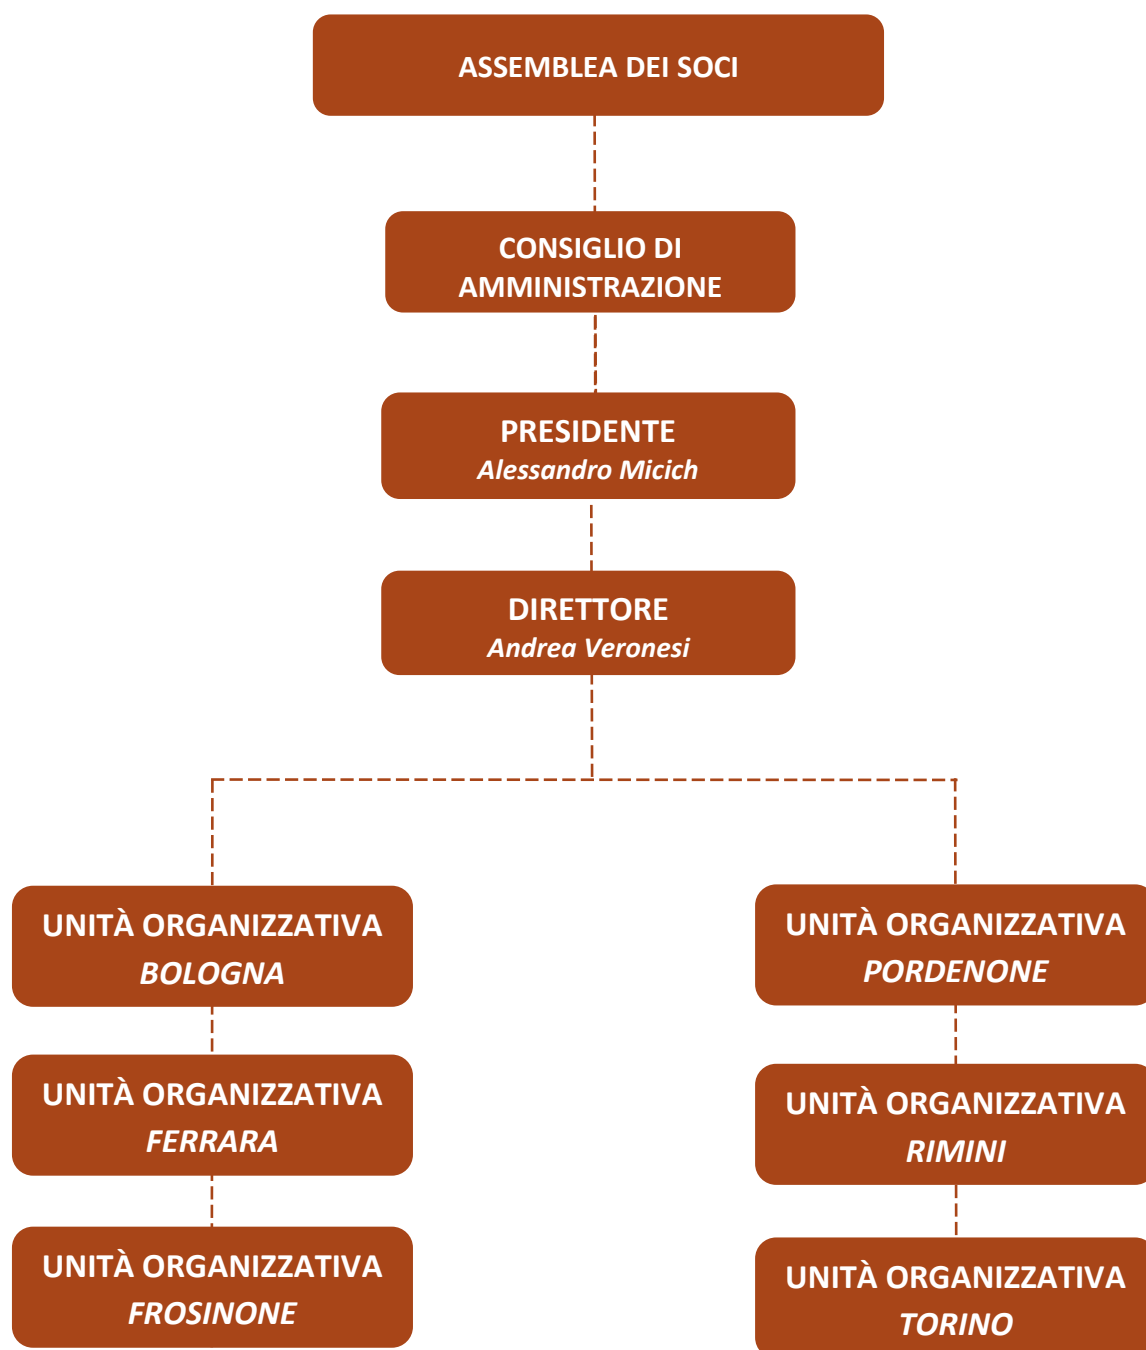 ASSEMBLEA DEI SOCI
CONSIGLIO DI
AMMINISTRAZIONE
PRESIDENTE
Alessandro Micich
DIRETTORE
Andrea Veronesi
UNITÀ ORGANIZZATIVA
BOLOGNA
UNITÀ ORGANIZZATIVA
FERRARA
UNITÀ ORGANIZZATIVA
FROSINONE
UNITÀ ORGANIZZATIVA
PORDENONE
UNITÀ ORGANIZZATIVA
RIMINI
UNITÀ ORGANIZZATIVA
TORINO